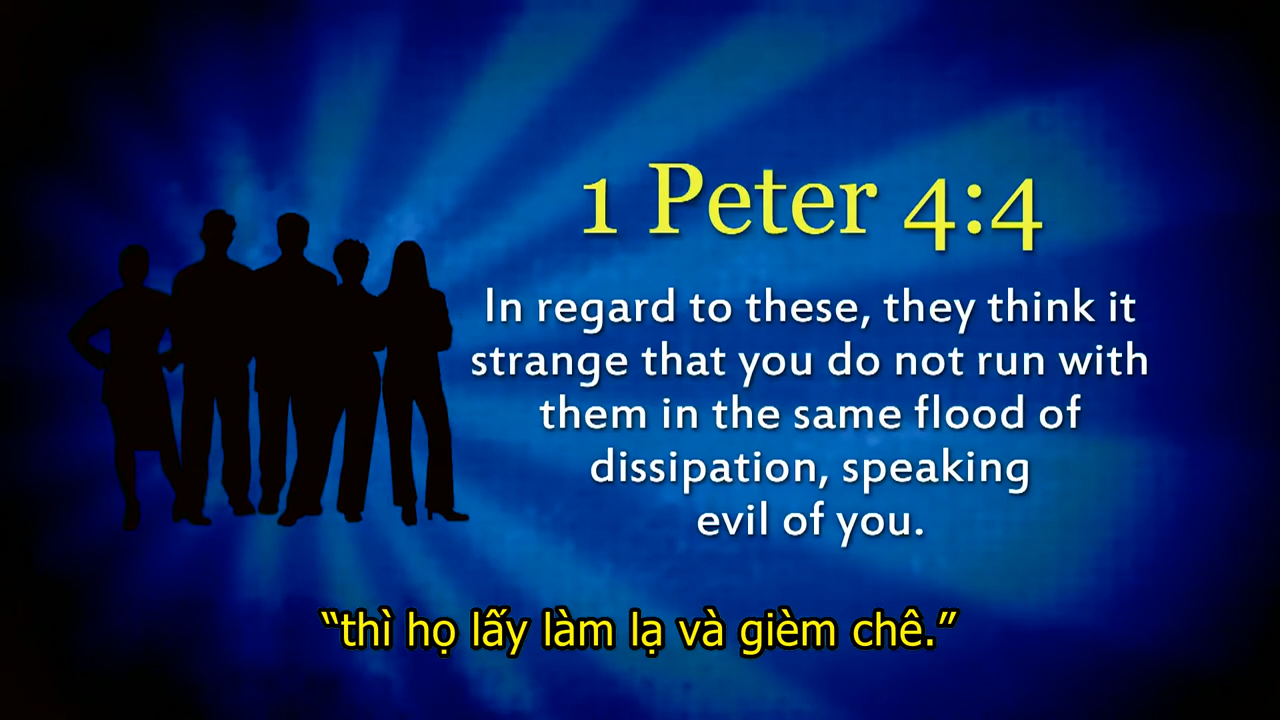 1 Peter 4:4
In regard to these, they think it
strange that you do not run with
them in the same flood of
dissipation, speaking
evil of you.
“thì họ lấy làm lạ và gièm chê.”